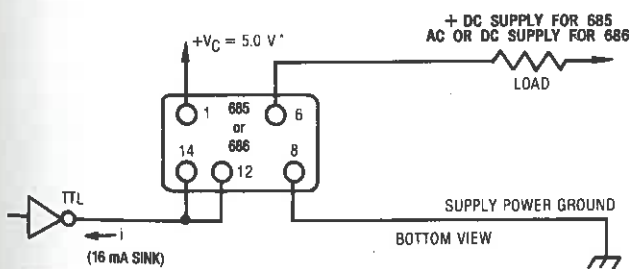 + DC SUPPLY FOR 685
AC OR DC SUPPLY FOR 686
+VC = 5.0 V*
LOAD
1 685 6
or
14 686 8
12
TTL
i
(16 mA SINK)
SUPPLY POWER GROUND
BOTTOM VIEW